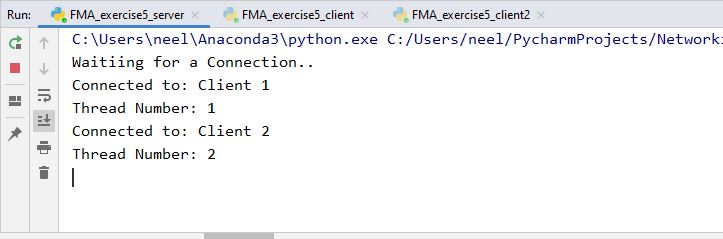 Run: FMA_exercise5_server FMA_exercise5_client FMA_exercise5_client2
C:\Users\neel\Anaconda3\python.exe C:/Users/neel/PycharmProjects/Networki
Waitiing for a Connection..
Connected to: Client 1
Thread Number: 1
Connected to: Client 2
Thread Number: 2